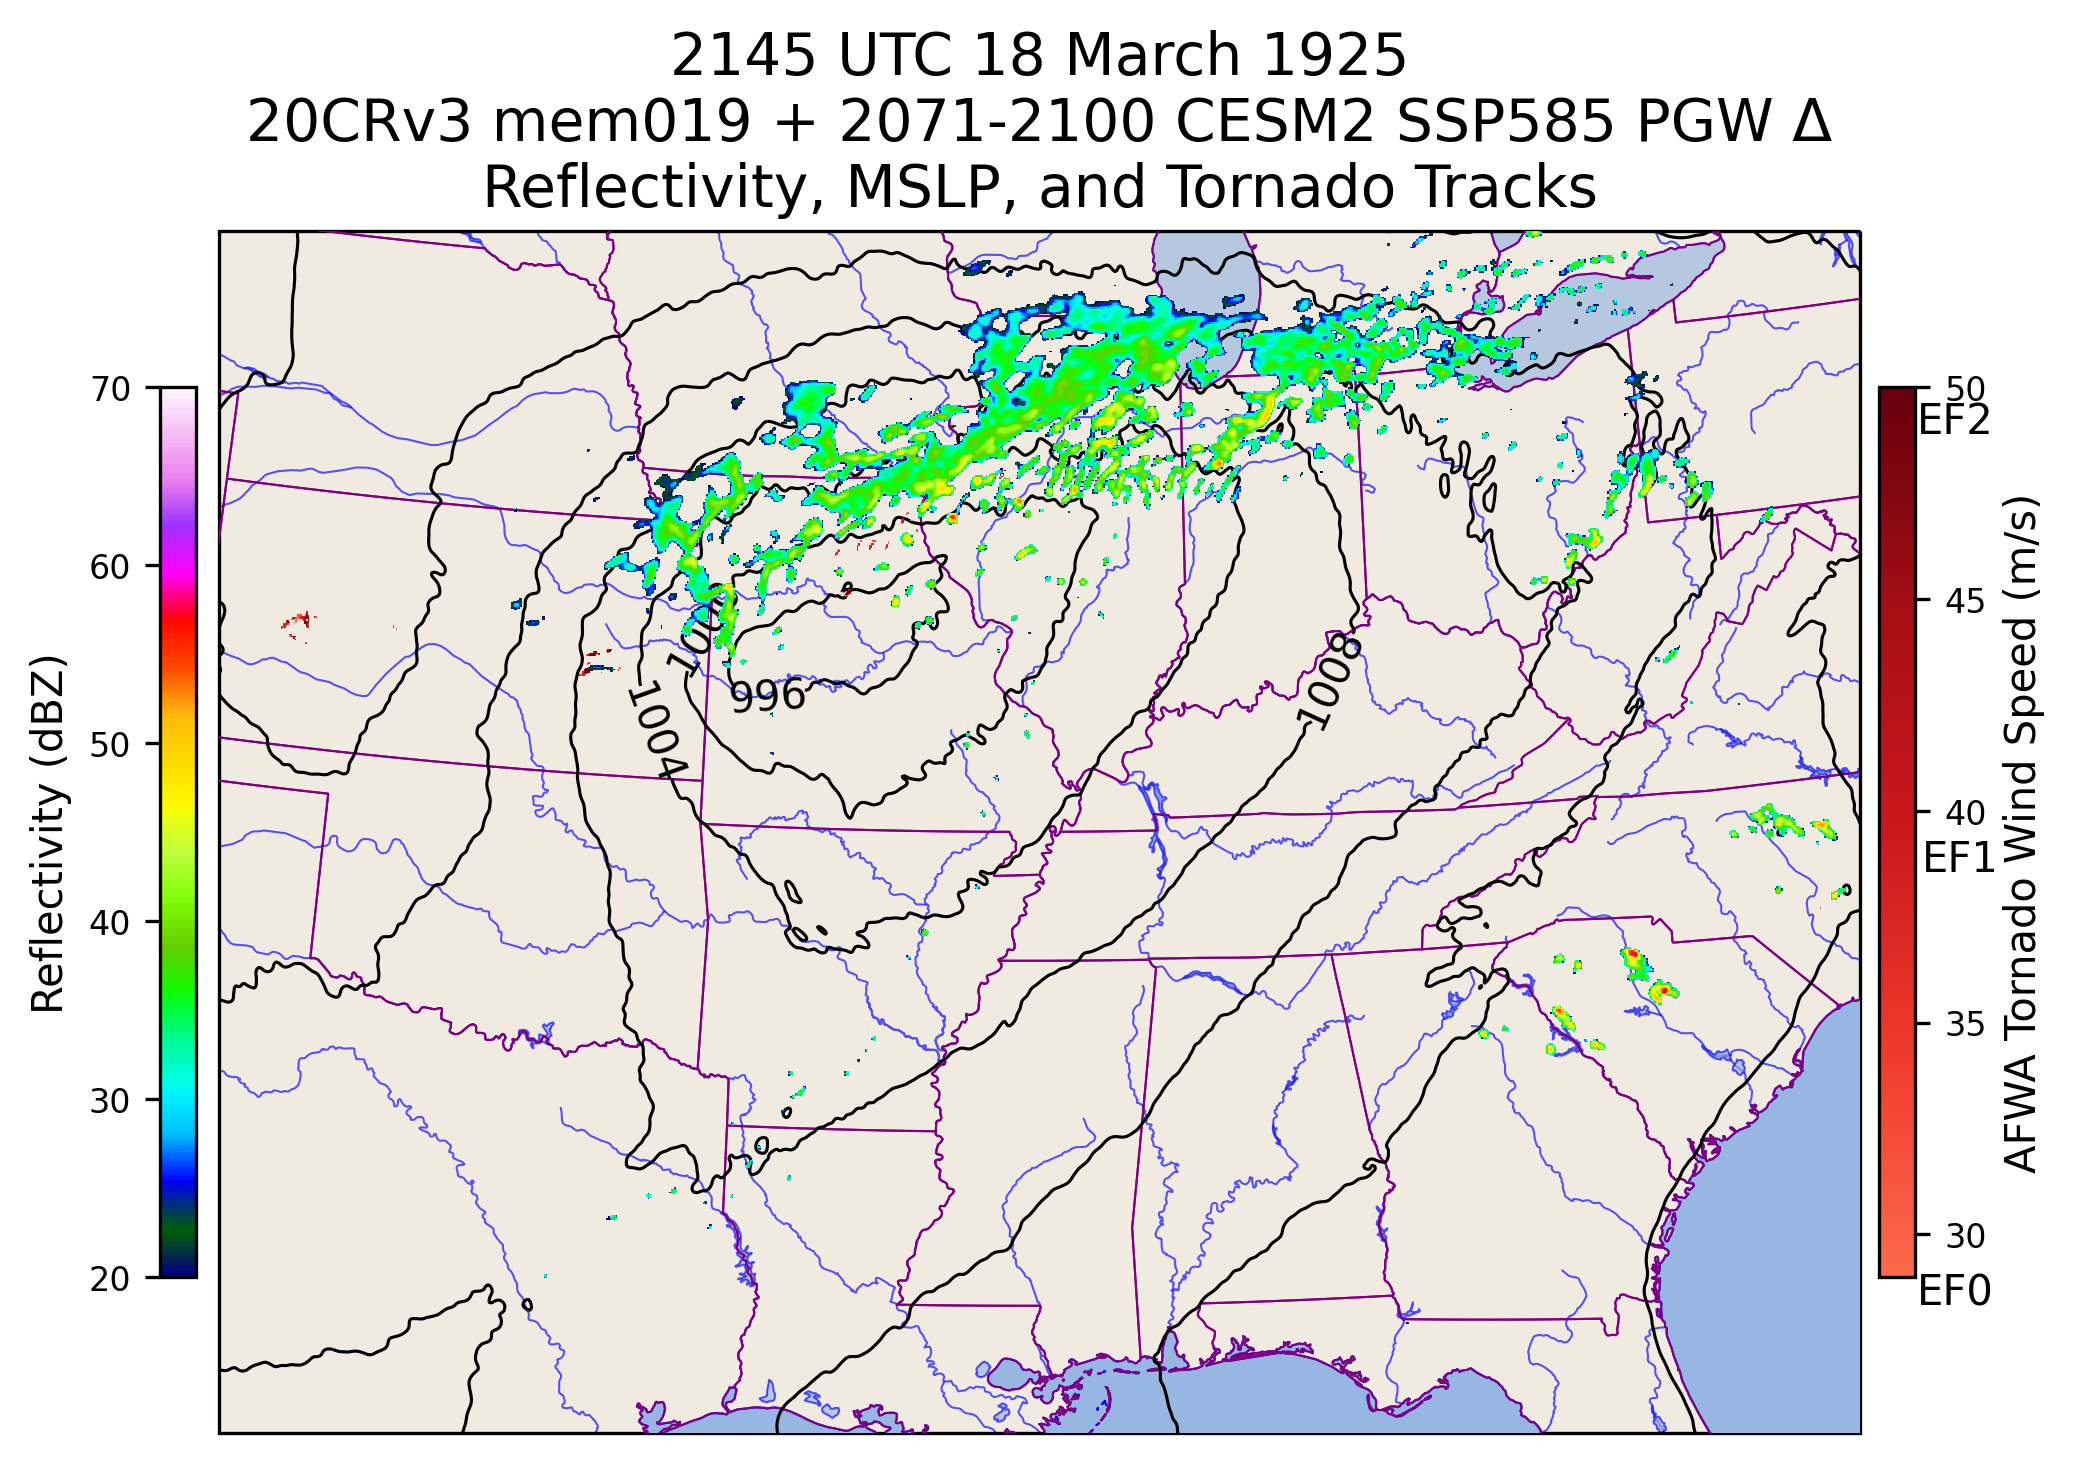 2145 UTC 18 March 1925
20CRv3 mem019 + 2071-2100 CESM2 SSP585 PGW Δ
Reflectivity, MSLP, and Tornado Tracks
Reflectivity (dBZ)
70
60
50
40
30
20
1004
996
1008
50
EF2
45
40
EF1
35
30
EF0
AFWA Tornado Wind Speed (m/s)